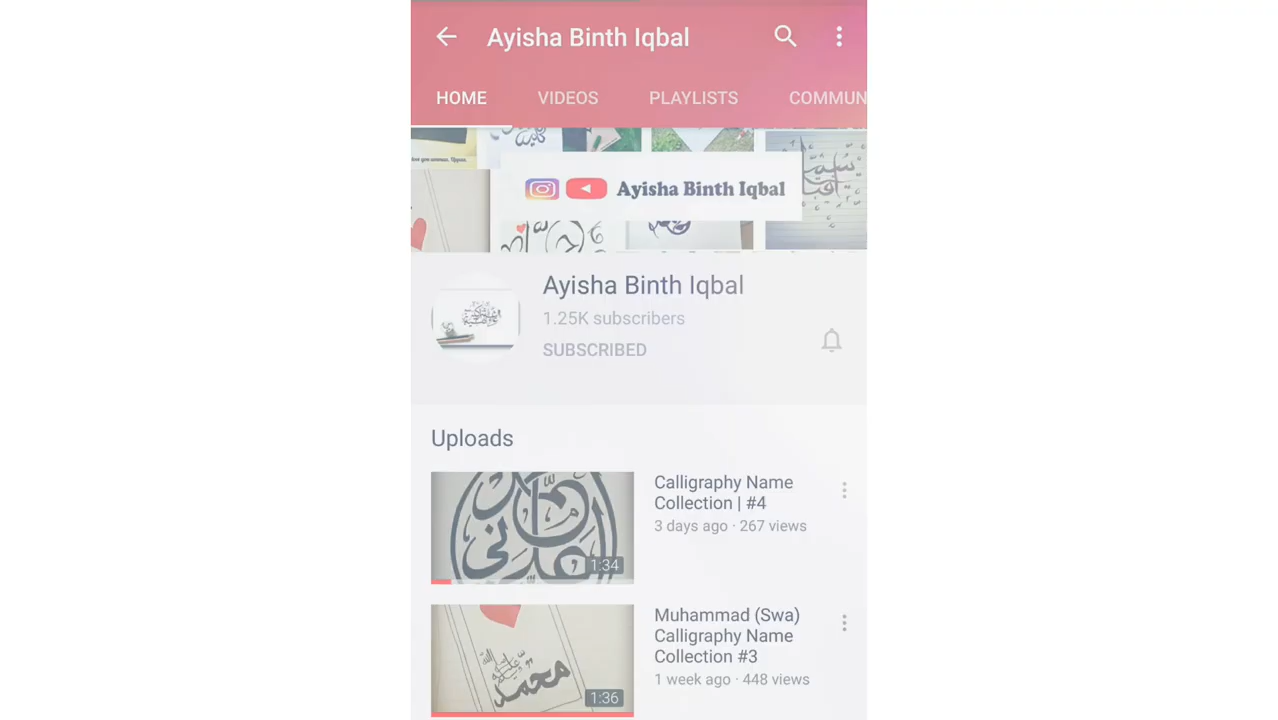 Ayisha Binth Iqbal
HOME VIDEOS PLAYLISTS COMMUN
Ayisha Binth Iqbal
Ayisha Binth Iqbal
1.25K subscribers
SUBSCRIBED
Uploads
Calligraphy Name
Collection | #4
3 days ago · 267 views
1:34
Muhammad (Swa)
Calligraphy Name
Collection #3
1 week ago · 448 views
محمد
1:36